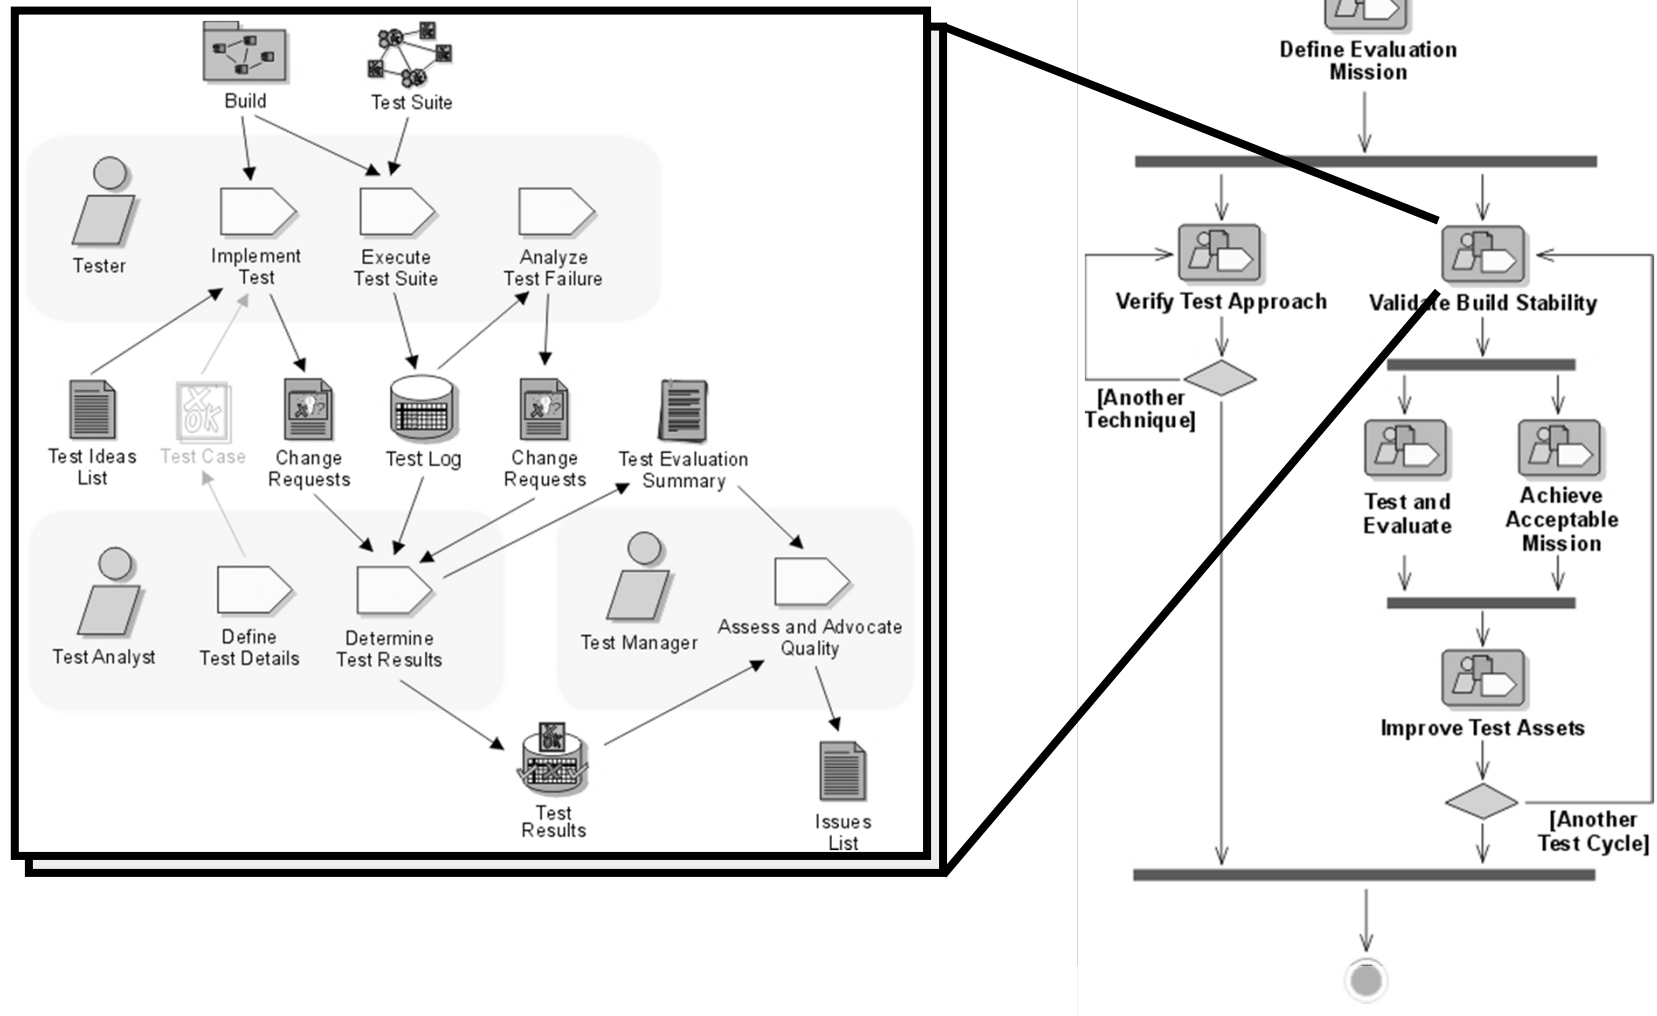 Build
Test Suite
Tester
Implement
Test
Execute
Test Suite
Analyze
Test Failure
Test Ideas
List
Test Case
Change
Requests
Test Log
Change
Requests
Test Evaluation
Summary
Test Analyst
Define
Test Details
Determine
Test Results
Test Manager
Assess and Advocate
Quality
Test
Results
Issues
List
Define Evaluation
Mission
Verify Test Approach
Validate Build Stability
[Another
Technique]
Test and
Evaluate
Achieve
Acceptable
Mission
Improve Test Assets
[Another
Test Cycle]